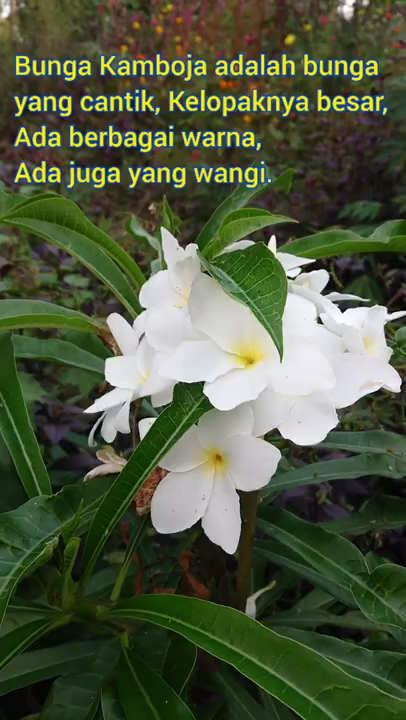 Bunga Kamboja adalah bunga
yang cantik, Kelopaknya besar,
Ada berbagai warna,
Ada juga yang wangi.